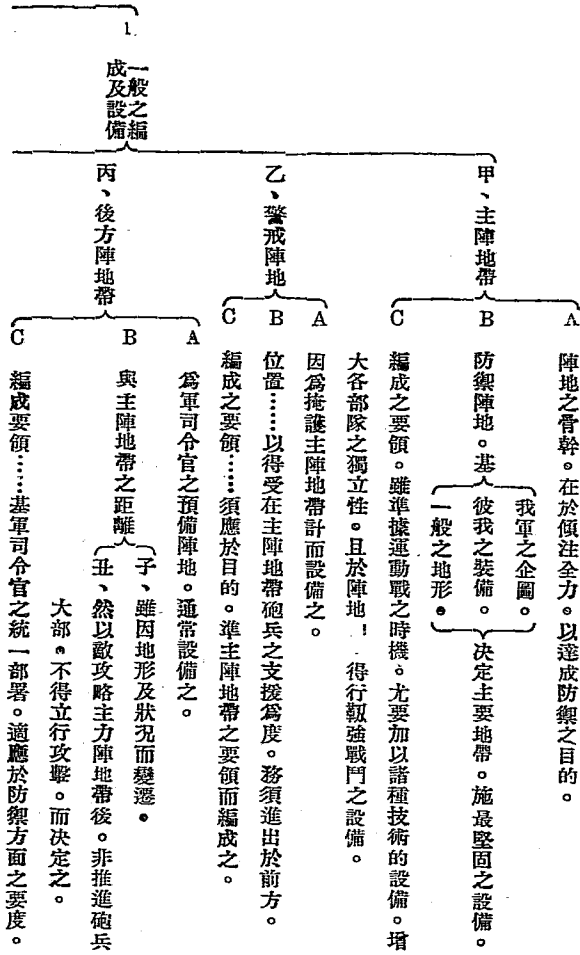 1. 一般之編
成及設備
甲、主陣地帶
A 陣地之骨幹。在於傾注全力。以達成防禦之目的。
B 防禦陣地。基
我軍之企圖。
彼我之裝備。
一般之地形。
决定主要地帶。施最堅固之設備。
C 編成之要領。雖準據運動戰之時機。尤要加以諸種技術的設備。增
大各部隊之獨立性。且於陣地 得行靱強戰鬥之設備。
乙、警戒陣地
A 因爲掩護主陣地帶計而設備之。
B 位置……以得受在主陣地帶砲兵之支援爲度。務須進出於前方。
C 編成之要領……須應於目的。準主陣地帶之要領而編成之。
丙、後方陣地帶
A 爲軍司令官之預備陣地。通常設備之。
B 與主陣地帶之距離
子、雖因地形及狀况而變遷。
丑、然以敵攻略主力陣地帶後。非推進砲兵
大部。不得立行攻擊。而決定之。
C 編成要領……基軍司令官之統一部署。適應於防禦方面之要度。